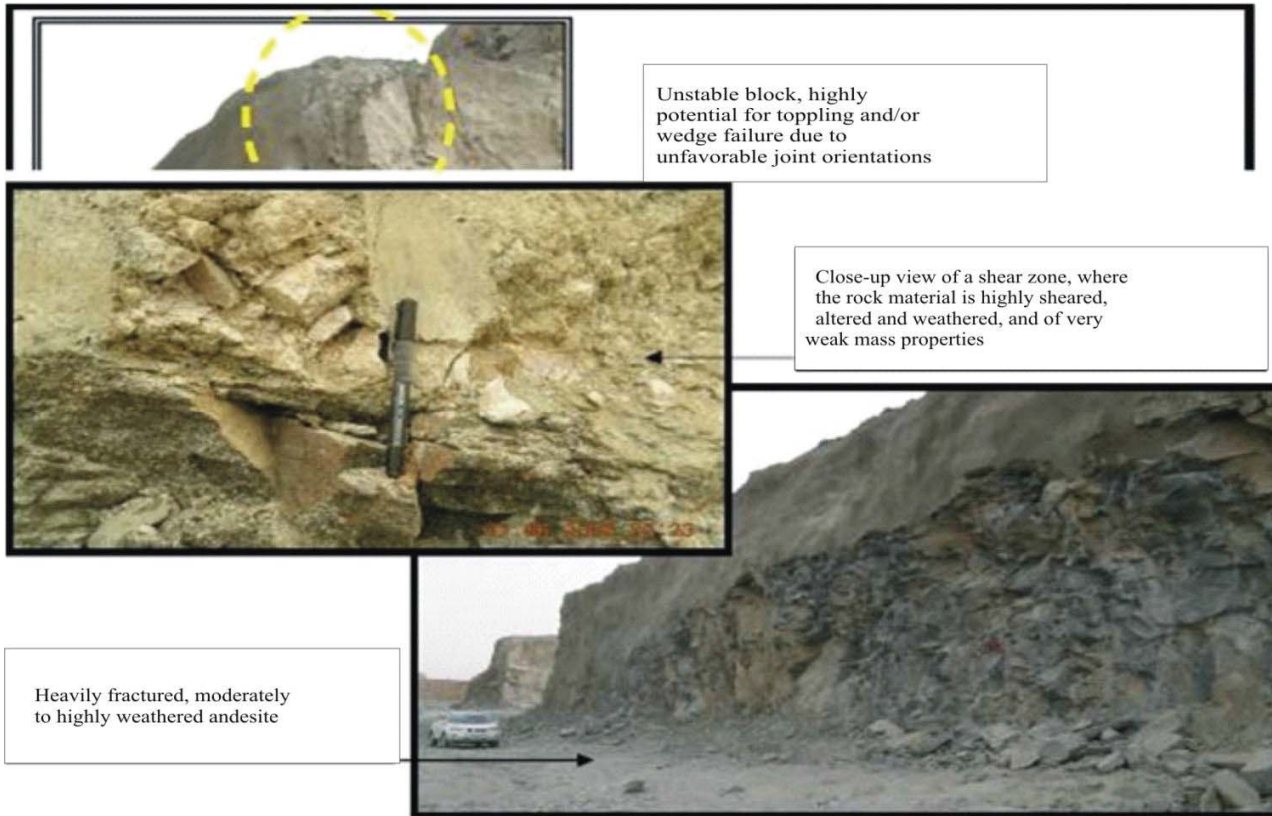 Unstable block, highly
potential for toppling and/or
wedge failure due to
unfavorable joint orientations
Close-up view of a shear zone, where
the rock material is highly sheared,
altered and weathered, and of very
weak mass properties
Heavily fractured, moderately
to highly weathered andesite